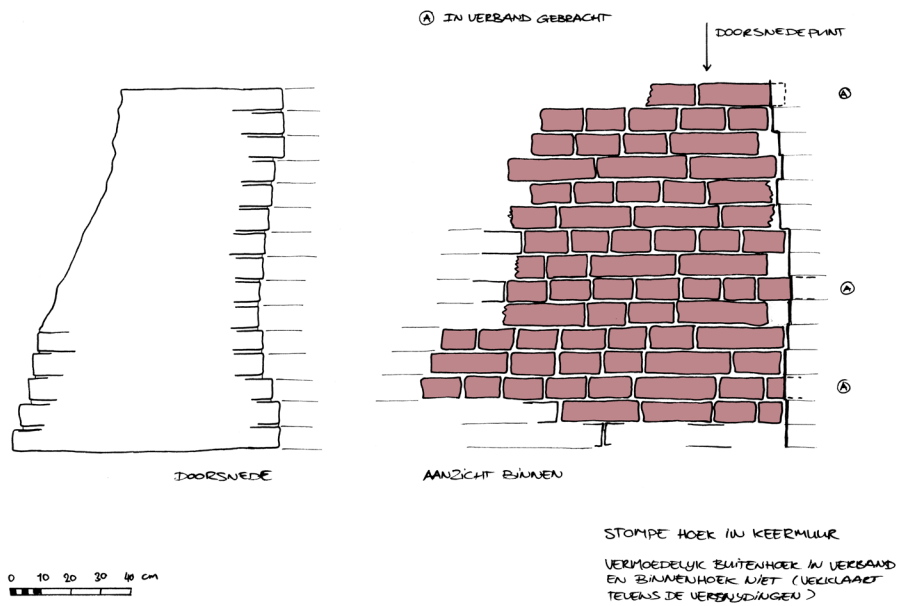 Ⓐ IN VERBAND GEBRACHT
DOORSNEDEPUNT
Ⓐ
Ⓐ
Ⓐ
DOORSNEDE
AANZICHT BINNEN
STOMPE HOEK IN KEERMUUR
VERMOEDELIJK BUITENHOEK IN VERBAND
EN BINNENHOEK NIET (VERKLAART
TEVENS DE VERSNIJDINGEN)
0 10 20 30 40 cm